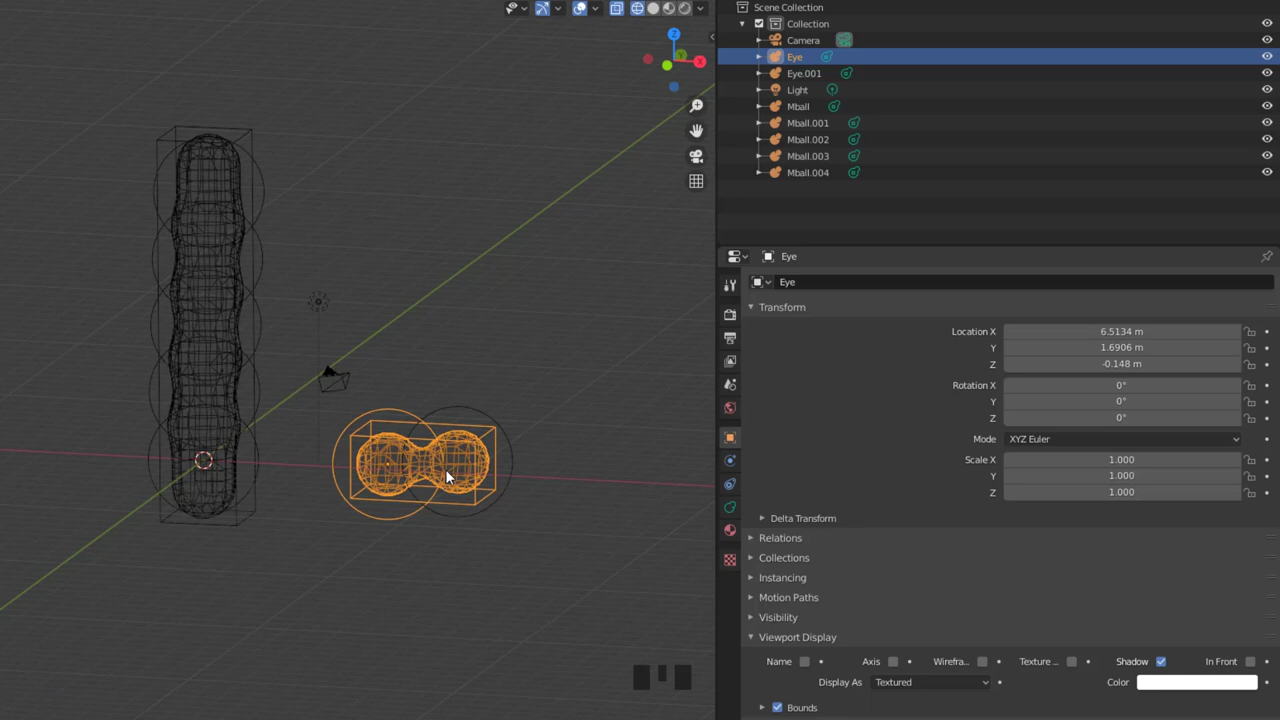 Scene Collection
Collection
Camera
Eye
Eye.001
Light
Mball
Mball.001
Mball.002
Mball.003
Mball.004
Z
Y
X
Eye
Eye
Transform
Location X 6.5134 m
Y 1.6906 m
Z -0.148 m
Rotation X 0°
Y 0°
Z 0°
Mode XYZ Euler
Scale X 1.000
Y 1.000
Z 1.000
Delta Transform
Relations
Collections
Instancing
Motion Paths
Visibility
Viewport Display
Name Axis Wirefra... Texture ... Shadow In Front
Display As Textured Color
Bounds